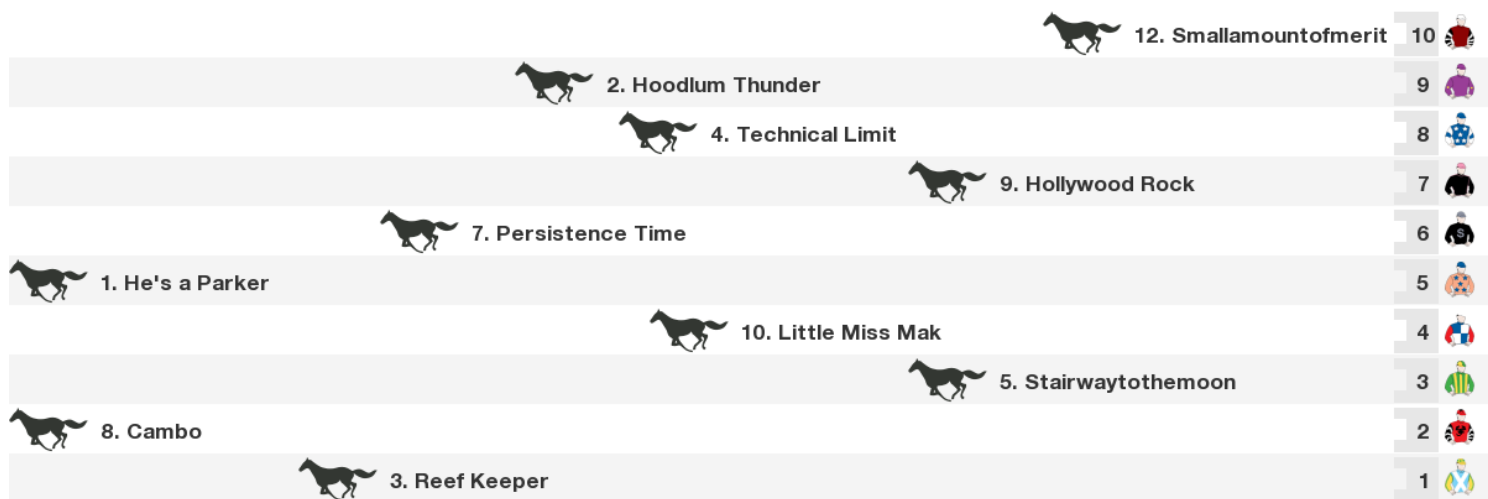 12. Smallamountofmerit 10
2. Hoodlum Thunder 9
4. Technical Limit 8
9. Hollywood Rock 7
7. Persistence Time 6
S
1. He's a Parker 5
10. Little Miss Mak 4
5. Stairwaytothemoon 3
8. Cambo 2
3. Reef Keeper 1